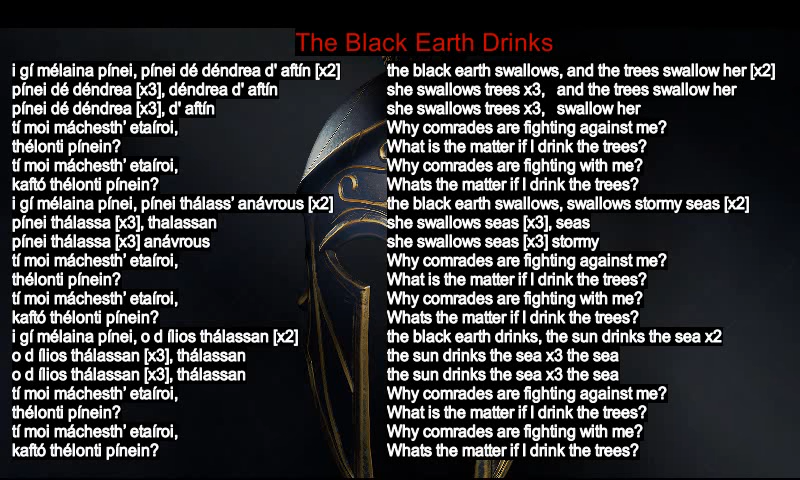 The Black Earth Drinks
i gí mélaina pínei, pínei dé déndrea d' aftín [x2]
pínei dé déndrea [x3], déndrea d' aftín
pínei dé déndrea [x3], d' aftín
tí moi máchesth’ etaíroi,
thélonti pínein?
tí moi máchesth’ etaíroi,
kaftó thélonti pínein?
i gí mélaina pínei, pínei thálass’ anávrous [x2]
pínei thálassa [x3], thalassan
pínei thálassa [x3] anávrous
tí moi máchesth’ etaíroi,
thélonti pínein?
tí moi máchesth’ etaíroi,
kaftó thélonti pínein?
i gí mélaina pínei, o d ílios thálassan [x2]
o d ílios thálassan [x3], thálassan
o d ílios thálassan [x3], thálassan
tí moi máchesth’ etaíroi,
thélonti pínein?
tí moi máchesth’ etaíroi,
kaftó thélonti pínein?
the black earth swallows, and the trees swallow her [x2]
she swallows trees x3, and the trees swallow her
she swallows trees x3, swallow her
Why comrades are fighting against me?
What is the matter if I drink the trees?
Why comrades are fighting with me?
Whats the matter if I drink the trees?
the black earth swallows, swallows stormy seas [x2]
she swallows seas [x3], seas
she swallows seas [x3] stormy
Why comrades are fighting against me?
What is the matter if I drink the trees?
Why comrades are fighting with me?
Whats the matter if I drink the trees?
the black earth drinks, the sun drinks the sea x2
the sun drinks the sea x3 the sea
the sun drinks the sea x3 the sea
Why comrades are fighting against me?
What is the matter if I drink the trees?
Why comrades are fighting with me?
Whats the matter if I drink the trees?